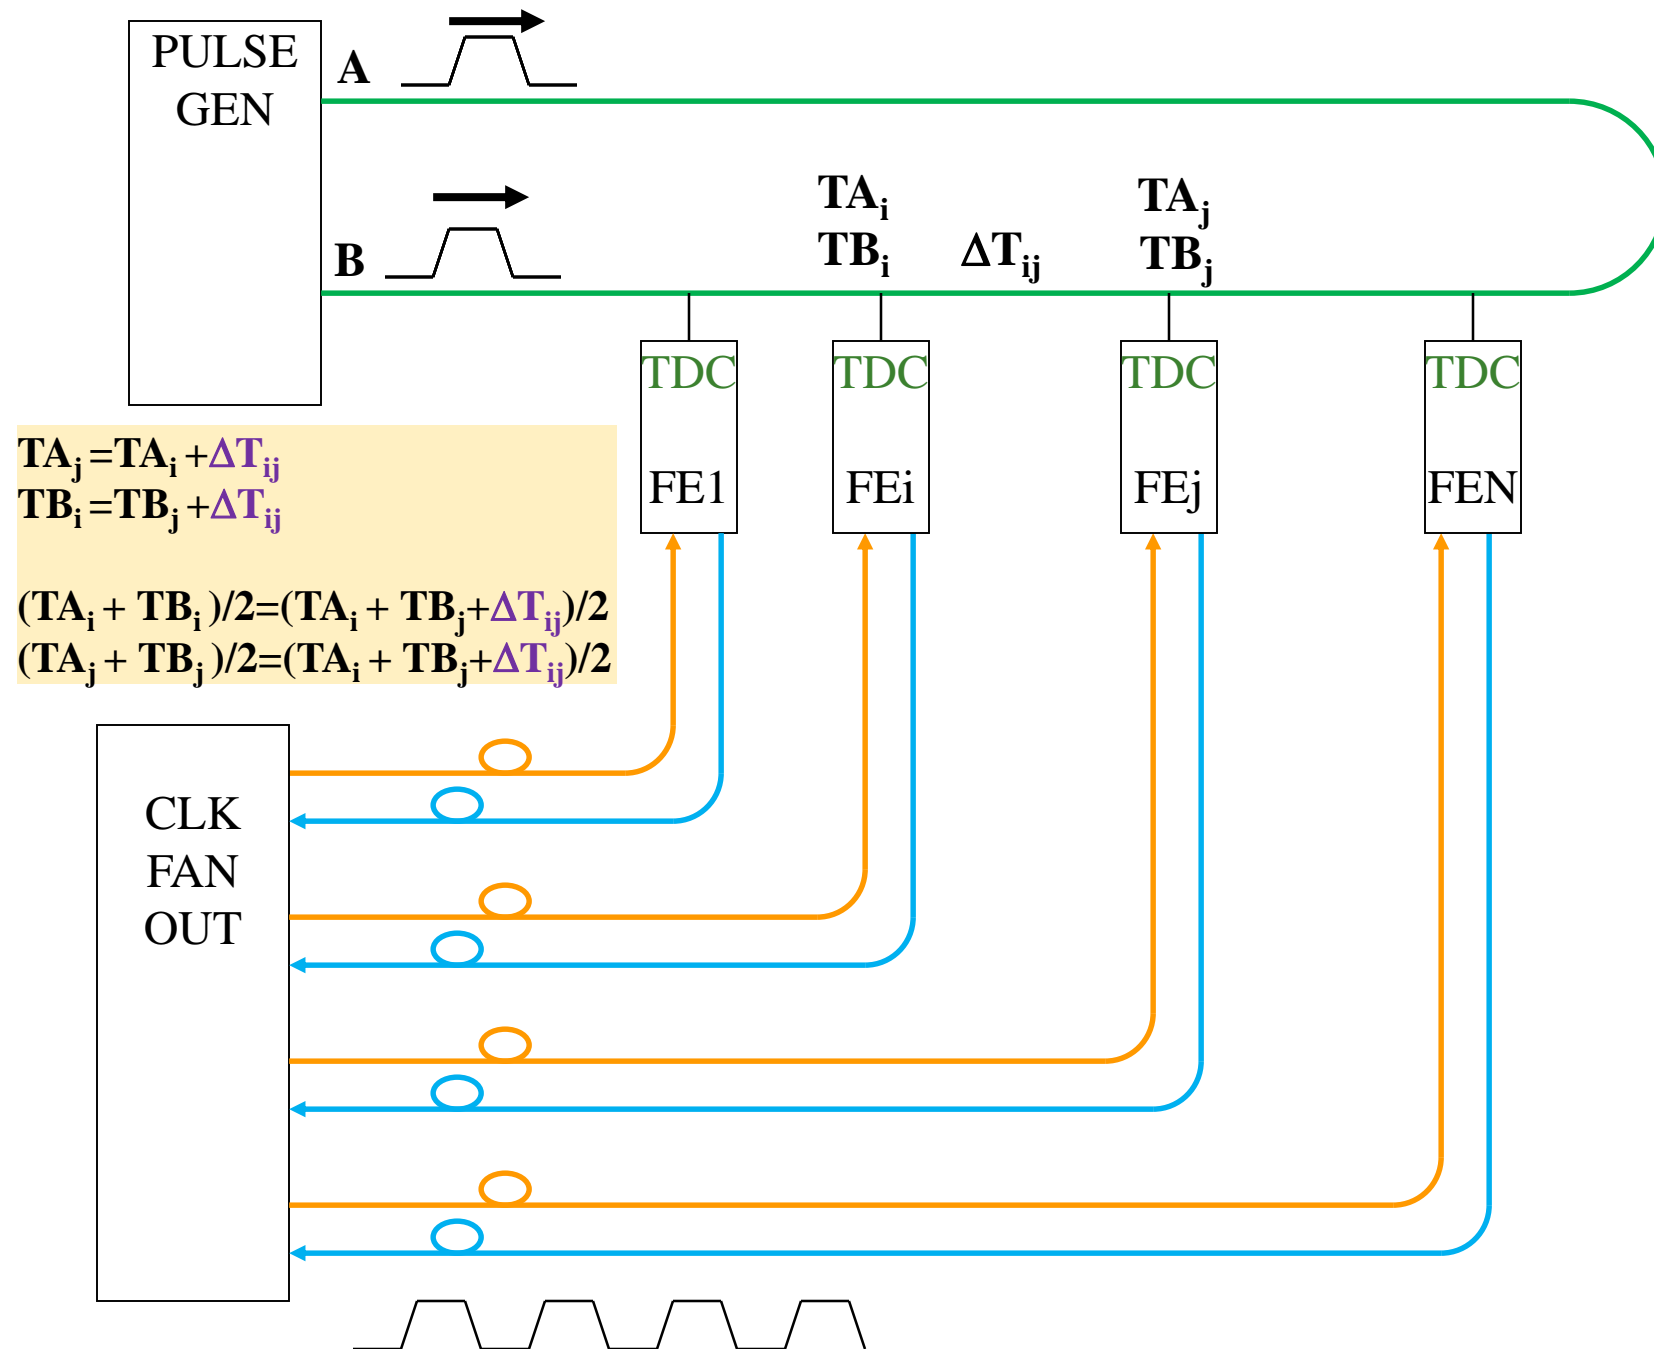 PULSE
GEN
A
B
TAᵢ
TBᵢ
ΔTᵢⱼ
TAⱼ
TBⱼ
TDC
FE1
TDC
FEi
TDC
FEj
TDC
FEN
TAⱼ =TAᵢ +ΔTᵢⱼ
TBᵢ =TBⱼ +ΔTᵢⱼ
(TAᵢ + TBᵢ )/2=(TAᵢ + TBⱼ+ΔTᵢⱼ)/2
(TAⱼ + TBⱼ )/2=(TAᵢ + TBⱼ+ΔTᵢⱼ)/2
CLK
FAN
OUT